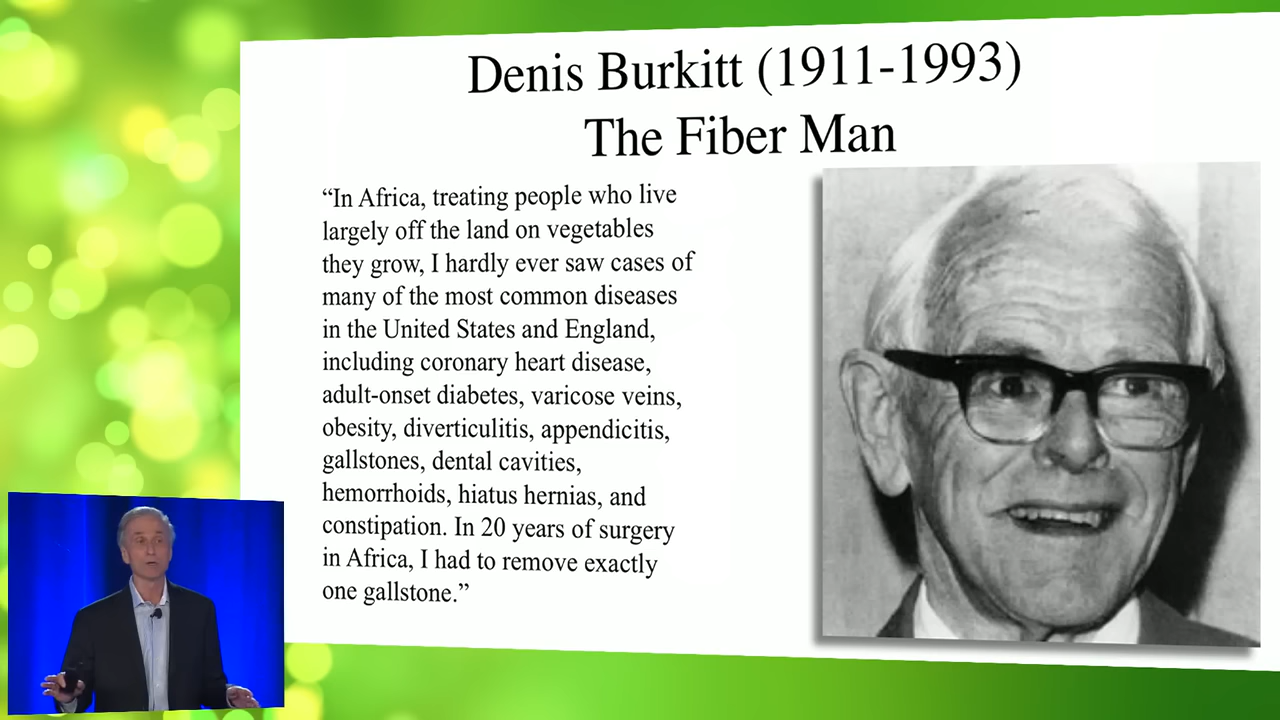 Denis Burkitt (1911-1993)
The Fiber Man
“In Africa, treating people who live
largely off the land on vegetables
they grow, I hardly ever saw cases of
many of the most common diseases
in the United States and England,
including coronary heart disease,
adult-onset diabetes, varicose veins,
obesity, diverticulitis, appendicitis,
gallstones, dental cavities,
hemorrhoids, hiatus hernias, and
constipation. In 20 years of surgery
in Africa, I had to remove exactly
one gallstone.”